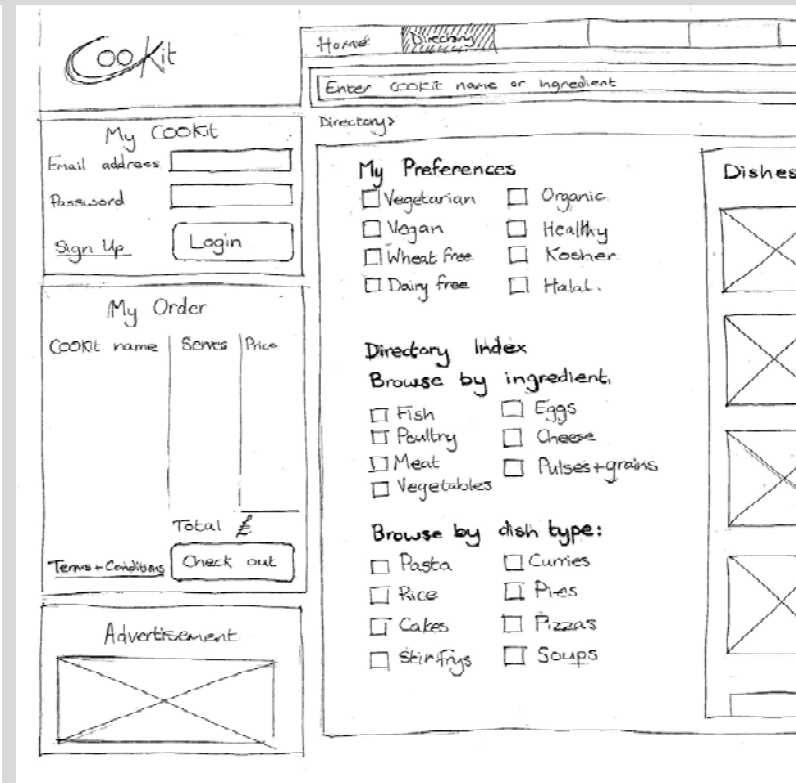 Cookit
Home Directory
Enter COOKiT name or ingredient
Directory>
My COOKit
Email address
Password
Sign Up Login
My Order
COOKit name Serves Price
Total £
Terms + Conditions Check out
Advertisement
My Preferences
Vegetarian Organic
Vegan Healthy
Wheat free Kosher
Dairy free Halal.
Directory Index
Browse by ingredient.
Fish Eggs
Poultry Cheese
Meat Pulses+grains
Vegetables
Browse by dish type:
Pasta Curries
Rice Pies
Cakes Pizzas
Stir frys Soups
Dishes